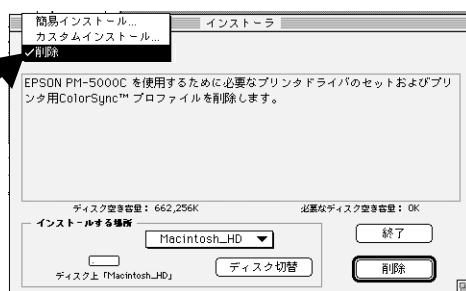 簡易インストール...
インストーラ
カスタムインストール...
✓削除
EPSON PM-5000C を使用するために必要なプリンタドライバのセットおよびプリ
ンタ用ColorSync™ プロファイルを削除します。
ディスク空き容量： 662,256K
必要なディスク空き容量： 0K
インストールする場所
Macintosh_HD
終了
ディスク上「Macintosh_HD」
ディスク切替
削除